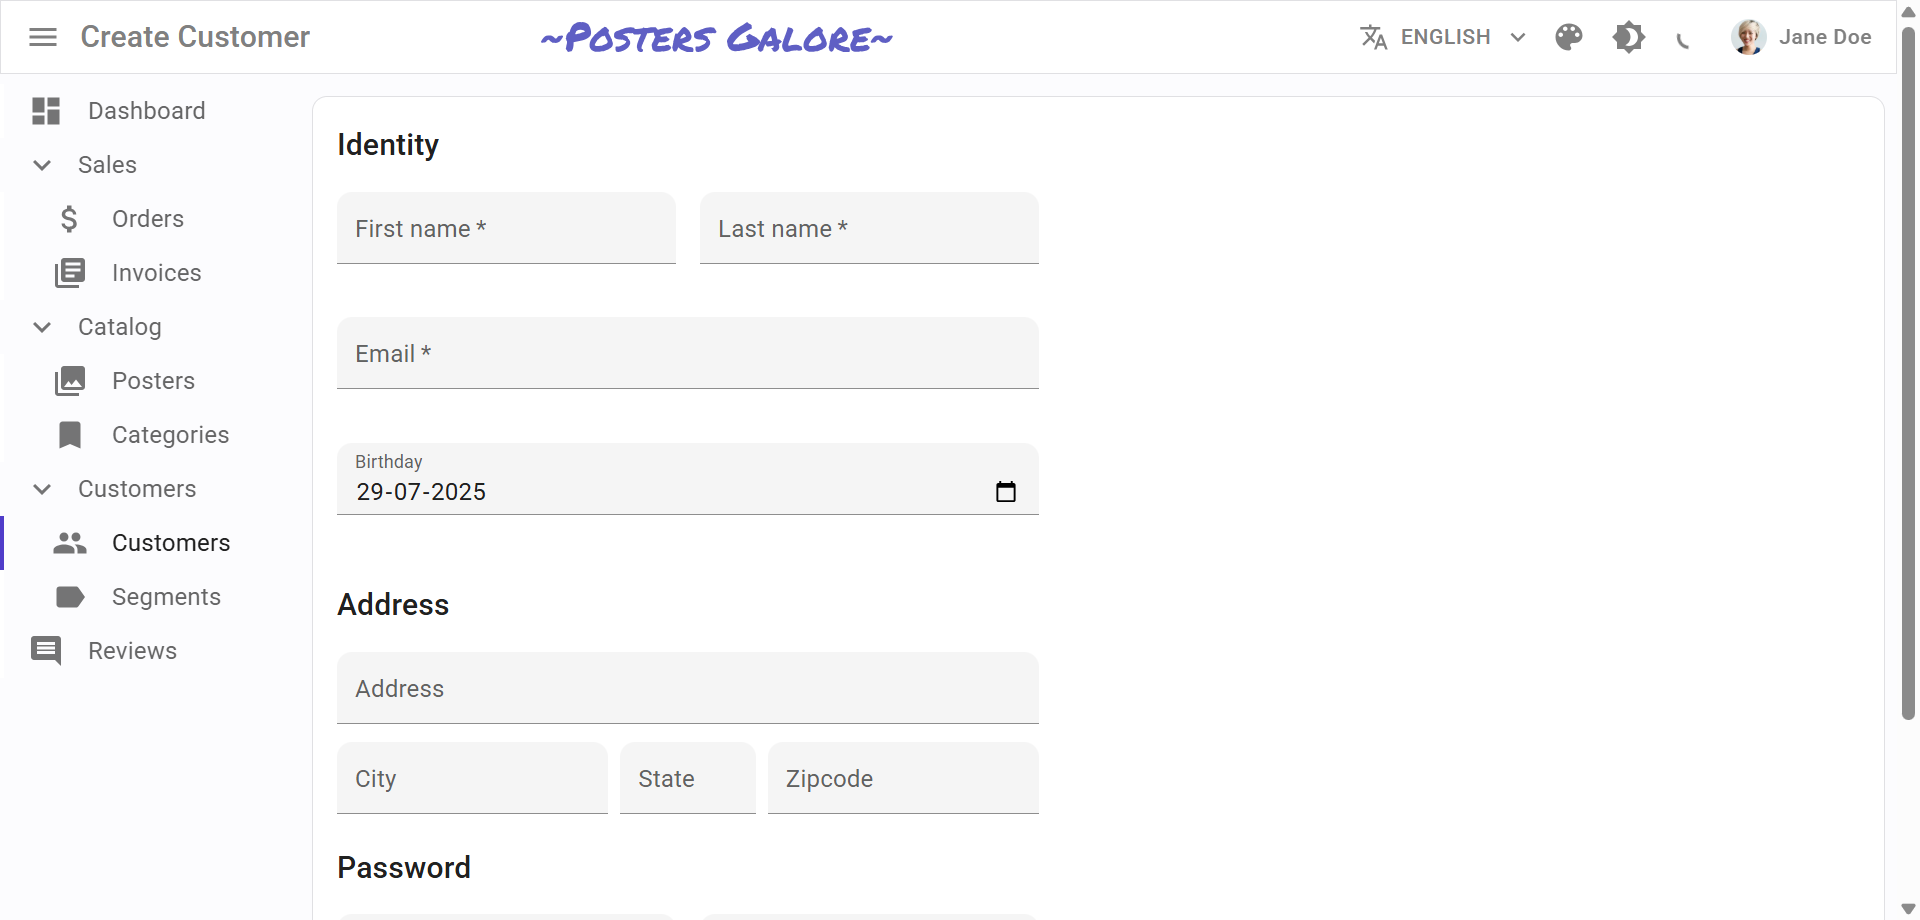 Create Customer
~Posters Galore~
ENGLISH
Jane Doe
Dashboard
Sales
Orders
Invoices
Catalog
Posters
Categories
Customers
Customers
Segments
Reviews
Identity
First name *
Last name *
Email *
Birthday
29-07-2025
Address
Address
City
State
Zipcode
Password